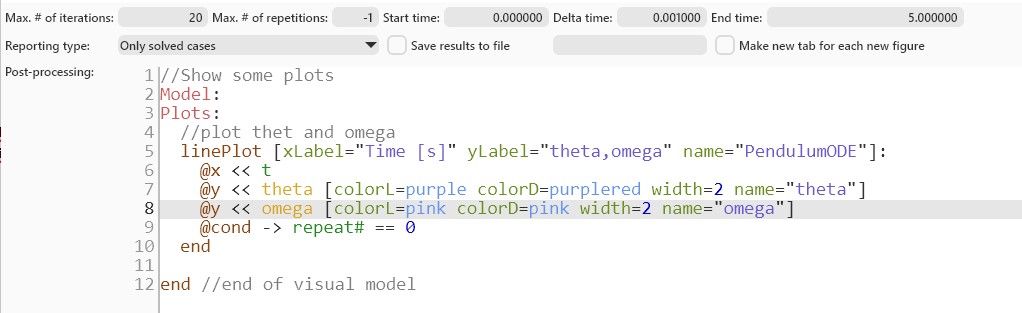 Max. # of iterations: 20 Max. # of repetitions: -1 Start time: 0.000000 Delta time: 0.001000 End time: 5.000000
Reporting type: Only solved cases Save results to file Make new tab for each new figure
Post-processing:
1 //Show some plots
2 Model:
3 Plots:
4 //plot thet and omega
5 linePlot [xLabel="Time [s]" yLabel="theta,omega" name="PendulumODE"]:
6 @x << t
7 @y << theta [colorL=purple colorD=purplered width=2 name="theta"]
8 @y << omega [colorL=pink colorD=pink width=2 name="omega"]
9 @cond -> repeat# == 0
10 end
11
12 end //end of visual model